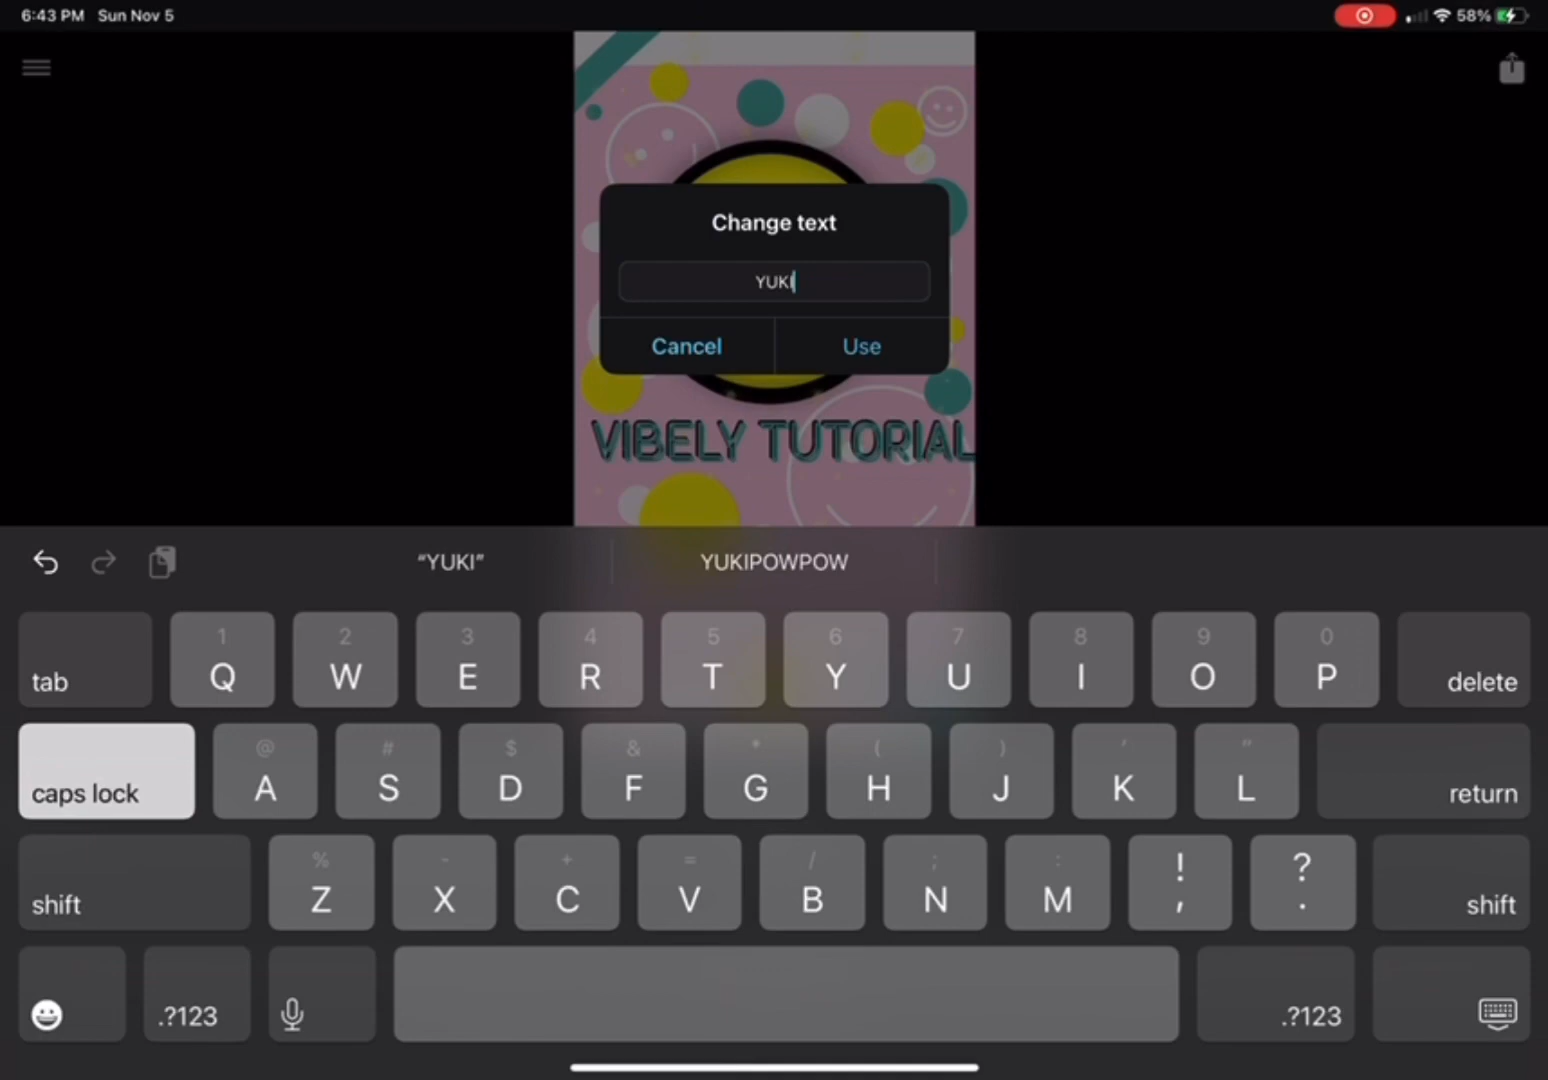 6:43 PM Sun Nov 5
58%
Change text
YUKI
Cancel Use
VIBELY TUTORIAL
“YUKI” YUKIPOWPOW
1 2 3 4 5 6 7 8 9 0
tab Q W E R T Y U I O P delete
@ # $ & * ( ) ' "
caps lock A S D F G H J K L return
% - + = / ; : ! ?
shift Z X C V B N M , . shift
.?123 .?123